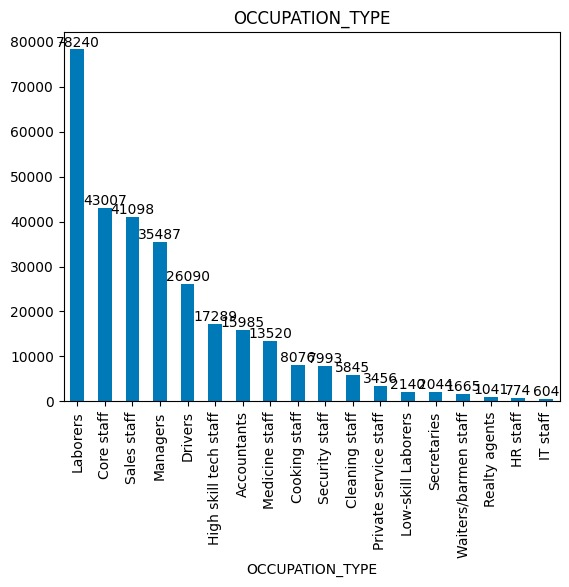 OCCUPATION_TYPE
80000
70000
60000
50000
40000
30000
20000
10000
0
78240
43007
41098
35487
26090
17289
15985
13520
8076
7993
5845
3456
2140
2044
1665
1041
774
604
Laborers
Core staff
Sales staff
Managers
Drivers
High skill tech staff
Accountants
Medicine staff
Cooking staff
Security staff
Cleaning staff
Private service staff
Low-skill Laborers
Secretaries
Waiters/barmen staff
Realty agents
HR staff
IT staff
OCCUPATION_TYPE